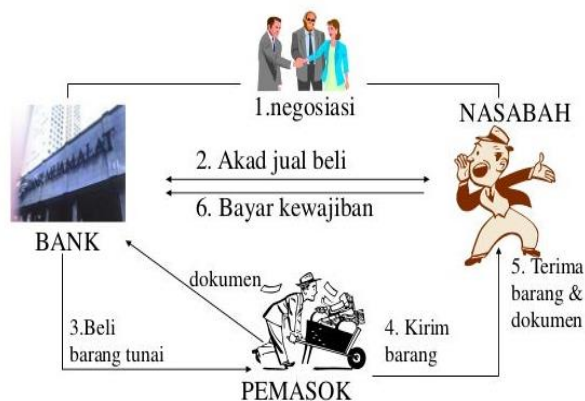 1.negosiasi
NASABAH
2. Akad jual beli
6. Bayar kewajiban
BANK
dokumen
3.Beli
barang tunai
4. Kirim
barang
5. Terima
barang &
dokumen
PEMASOK